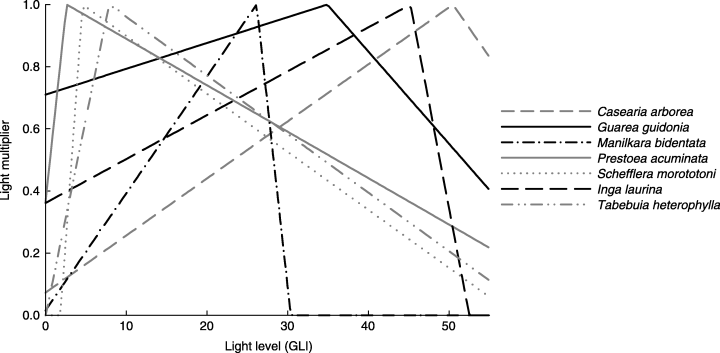 1.0
0.8
0.6
0.4
0.2
0.0
Light multiplier
0 10 20 30 40 50
Light level (GLI)
Casearia arborea
Guarea guidonia
Manilkara bidentata
Prestoea acuminata
Schefflera morototoni
Inga laurina
Tabebuia heterophylla